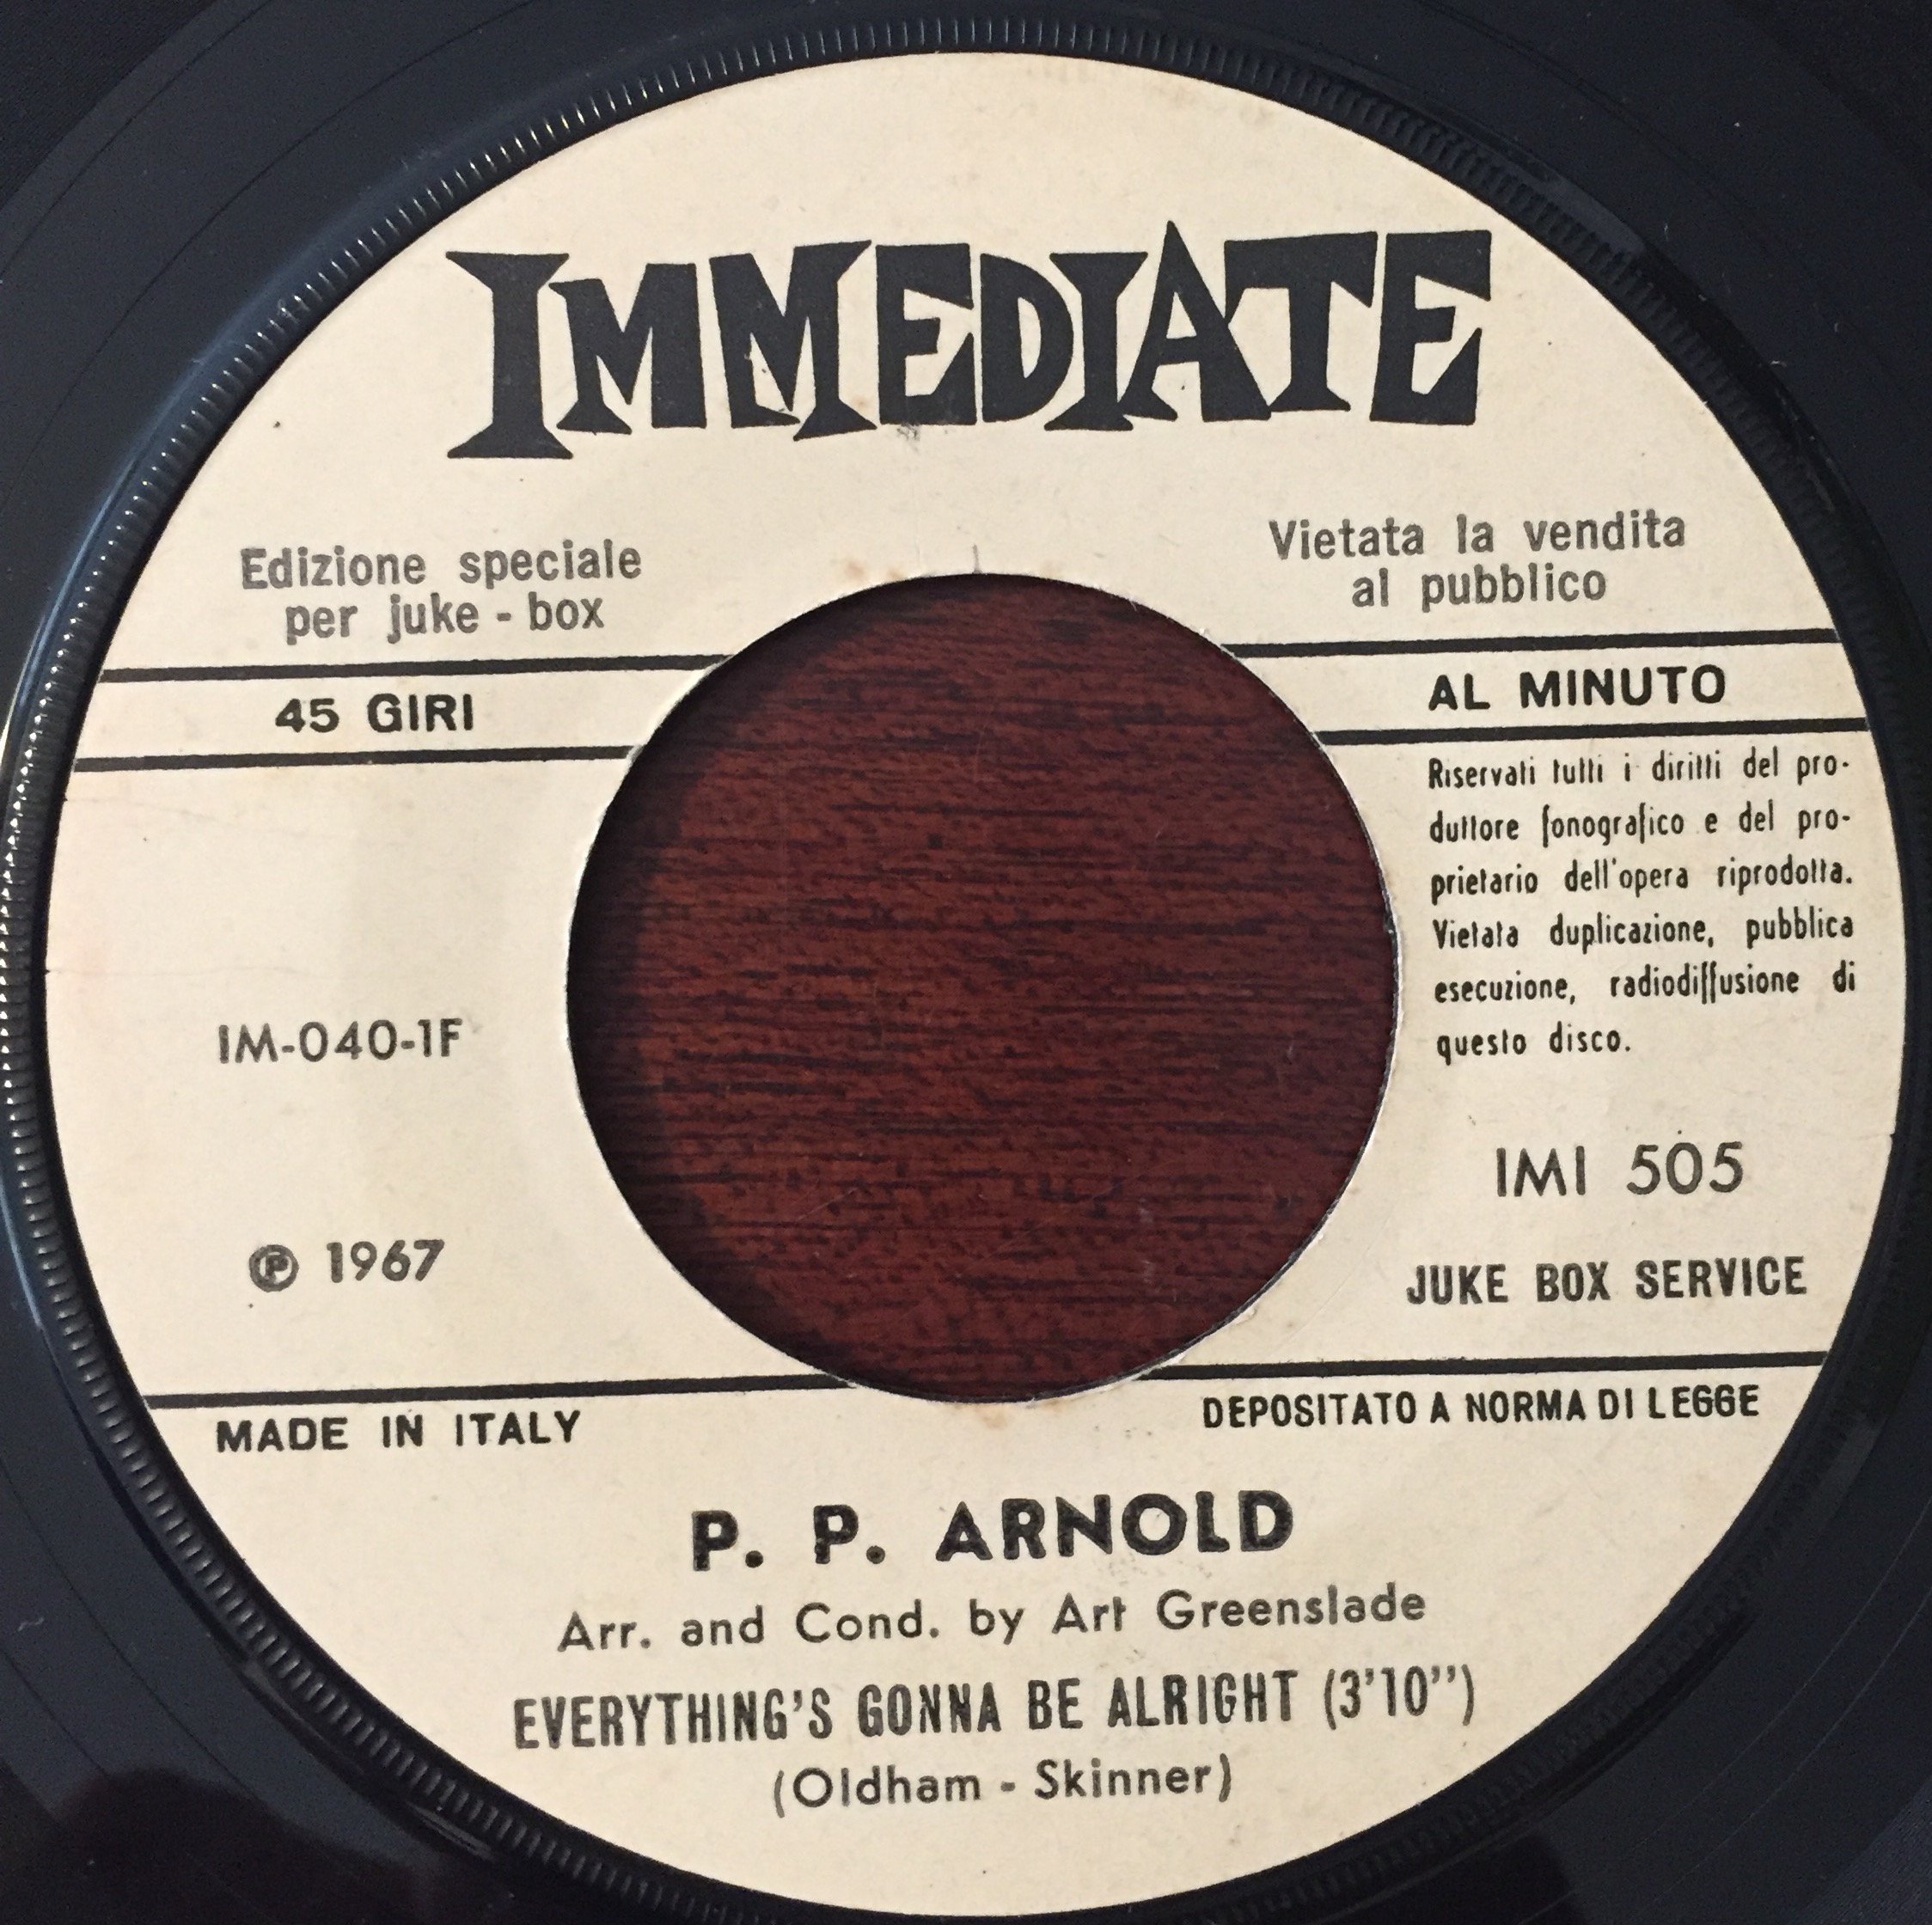 IMMEDIATE
Edizione speciale
per juke - box
Vietata la vendita
al pubblico
45 GIRI
AL MINUTO
Riservati tutti i diritti del pro-
duttore fonografico e del pro-
prietario dell'opera riprodotta.
Vietata duplicazione, pubblica
esecuzione, radiodiffusione di
questo disco.
IM-040-1F
IMI 505
℗ 1967
JUKE BOX SERVICE
MADE IN ITALY
DEPOSITATO A NORMA DI LEGGE
P. P. ARNOLD
Arr. and Cond. by Art Greenslade
EVERYTHING'S GONNA BE ALRIGHT (3'10'')
(Oldham - Skinner)